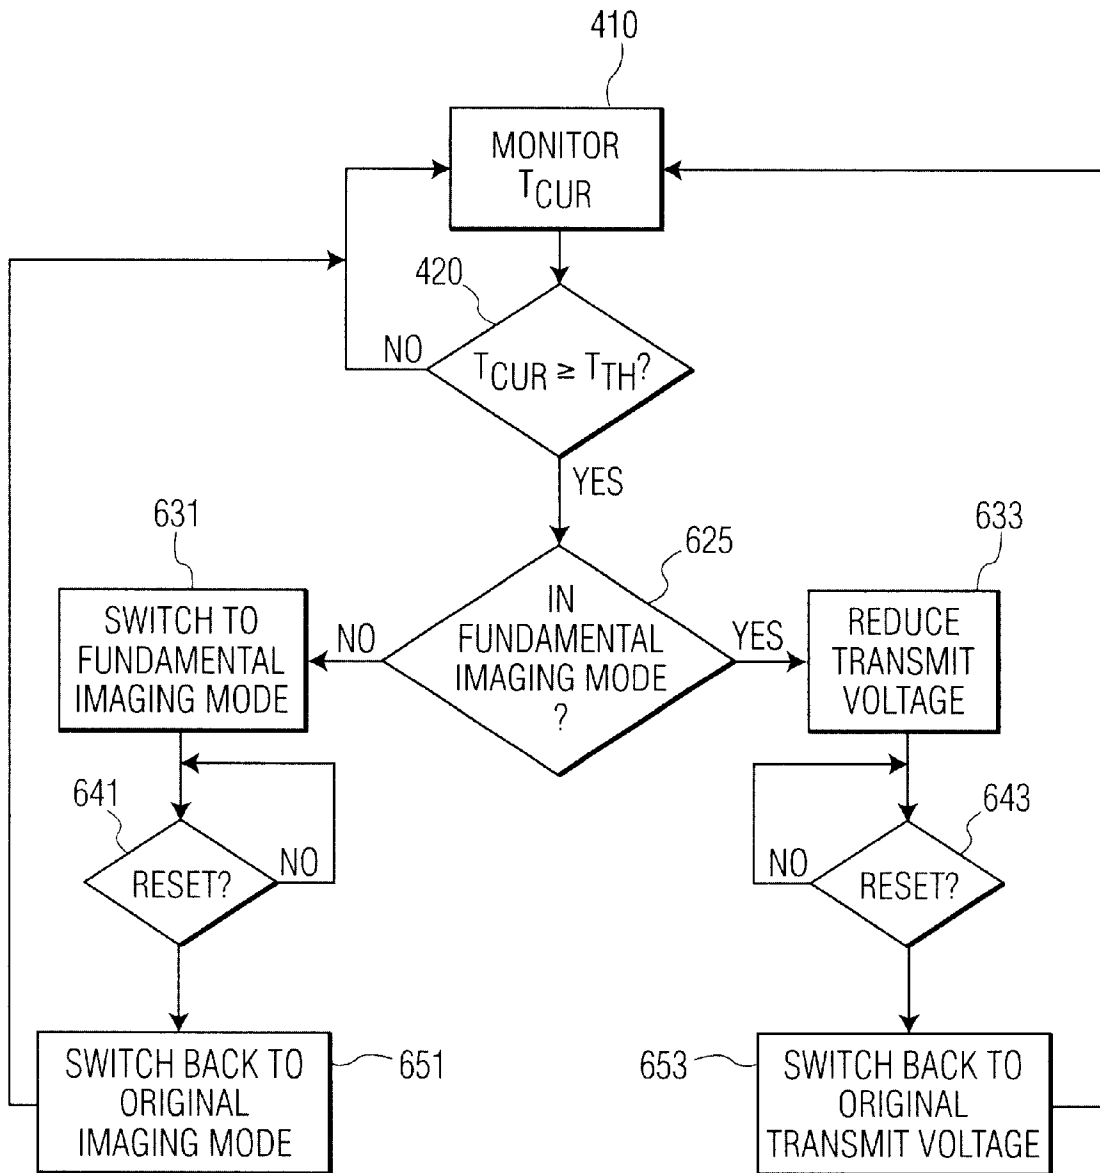 410
MONITOR
TCUR
420
NO
TCUR ≥ TTH?
YES
631
625
633
SWITCH TO
FUNDAMENTAL
IMAGING MODE
NO
IN
FUNDAMENTAL
IMAGING MODE
?
YES
REDUCE
TRANSMIT
VOLTAGE
641
RESET?
NO
643
NO
RESET?
SWITCH BACK TO
ORIGINAL
IMAGING MODE
651
653
SWITCH BACK TO
ORIGINAL
TRANSMIT VOLTAGE